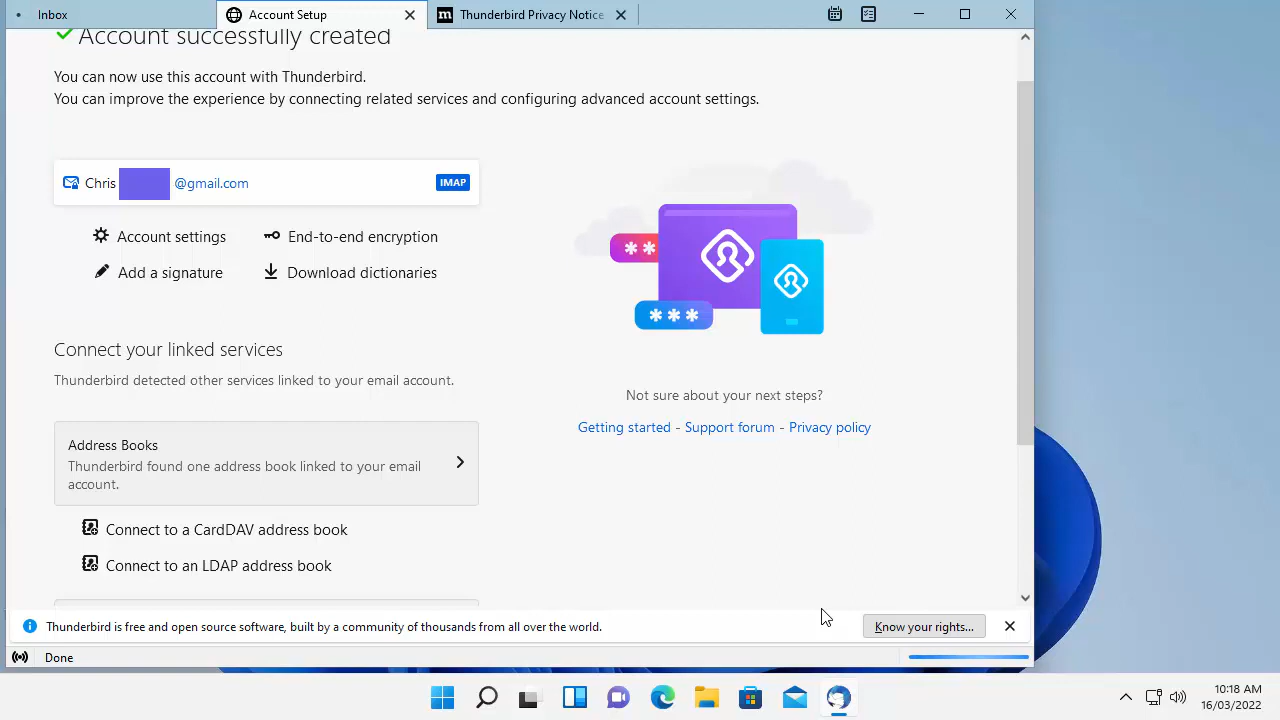 Inbox
Account Setup
m
Thunderbird Privacy Notice
Account successfully created
You can now use this account with Thunderbird.
You can improve the experience by connecting related services and configuring advanced account settings.
Chris @gmail.com IMAP
Account settings
End-to-end encryption
Add a signature
Download dictionaries
Connect your linked services
Thunderbird detected other services linked to your email account.
Address Books
Thunderbird found one address book linked to your email
account.
Connect to a CardDAV address book
Connect to an LDAP address book
***
***
Not sure about your next steps?
Getting started - Support forum - Privacy policy
Thunderbird is free and open source software, built by a community of thousands from all over the world.
Know your rights...
Done
10:18 AM
16/03/2022